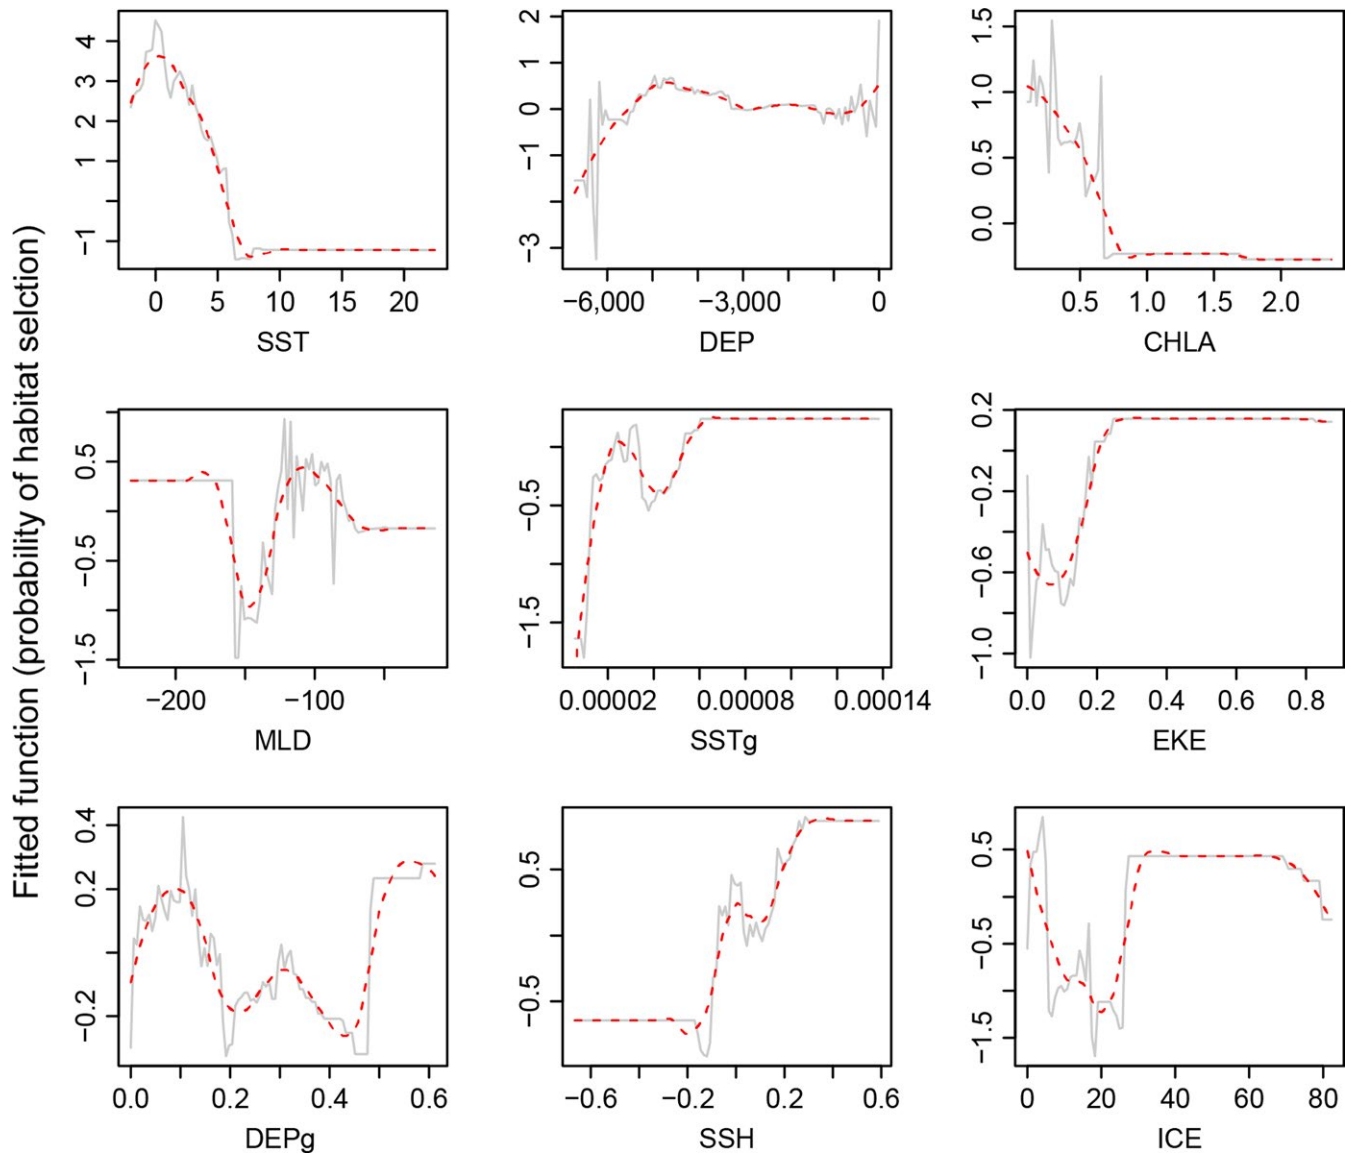 Fitted function (probability of habitat selction)
4
3
2
1
−1
0 5 10 15 20
SST
2
1
0
−1
−3
−6,000 −3,000 0
DEP
1.5
1.0
0.5
0.0
0.5 1.0 1.5 2.0
CHLA
0.5
−0.5
−1.5
−200 −100
MLD
−0.5
−1.5
0.00002 0.00008 0.00014
SSTg
0.2
−0.2
−0.6
−1.0
0.0 0.2 0.4 0.6 0.8
EKE
0.4
0.2
−0.2
0.0 0.2 0.4 0.6
DEPg
0.5
−0.5
−0.6 −0.2 0.2 0.6
SSH
0.5
−0.5
−1.5
0 20 40 60 80
ICE